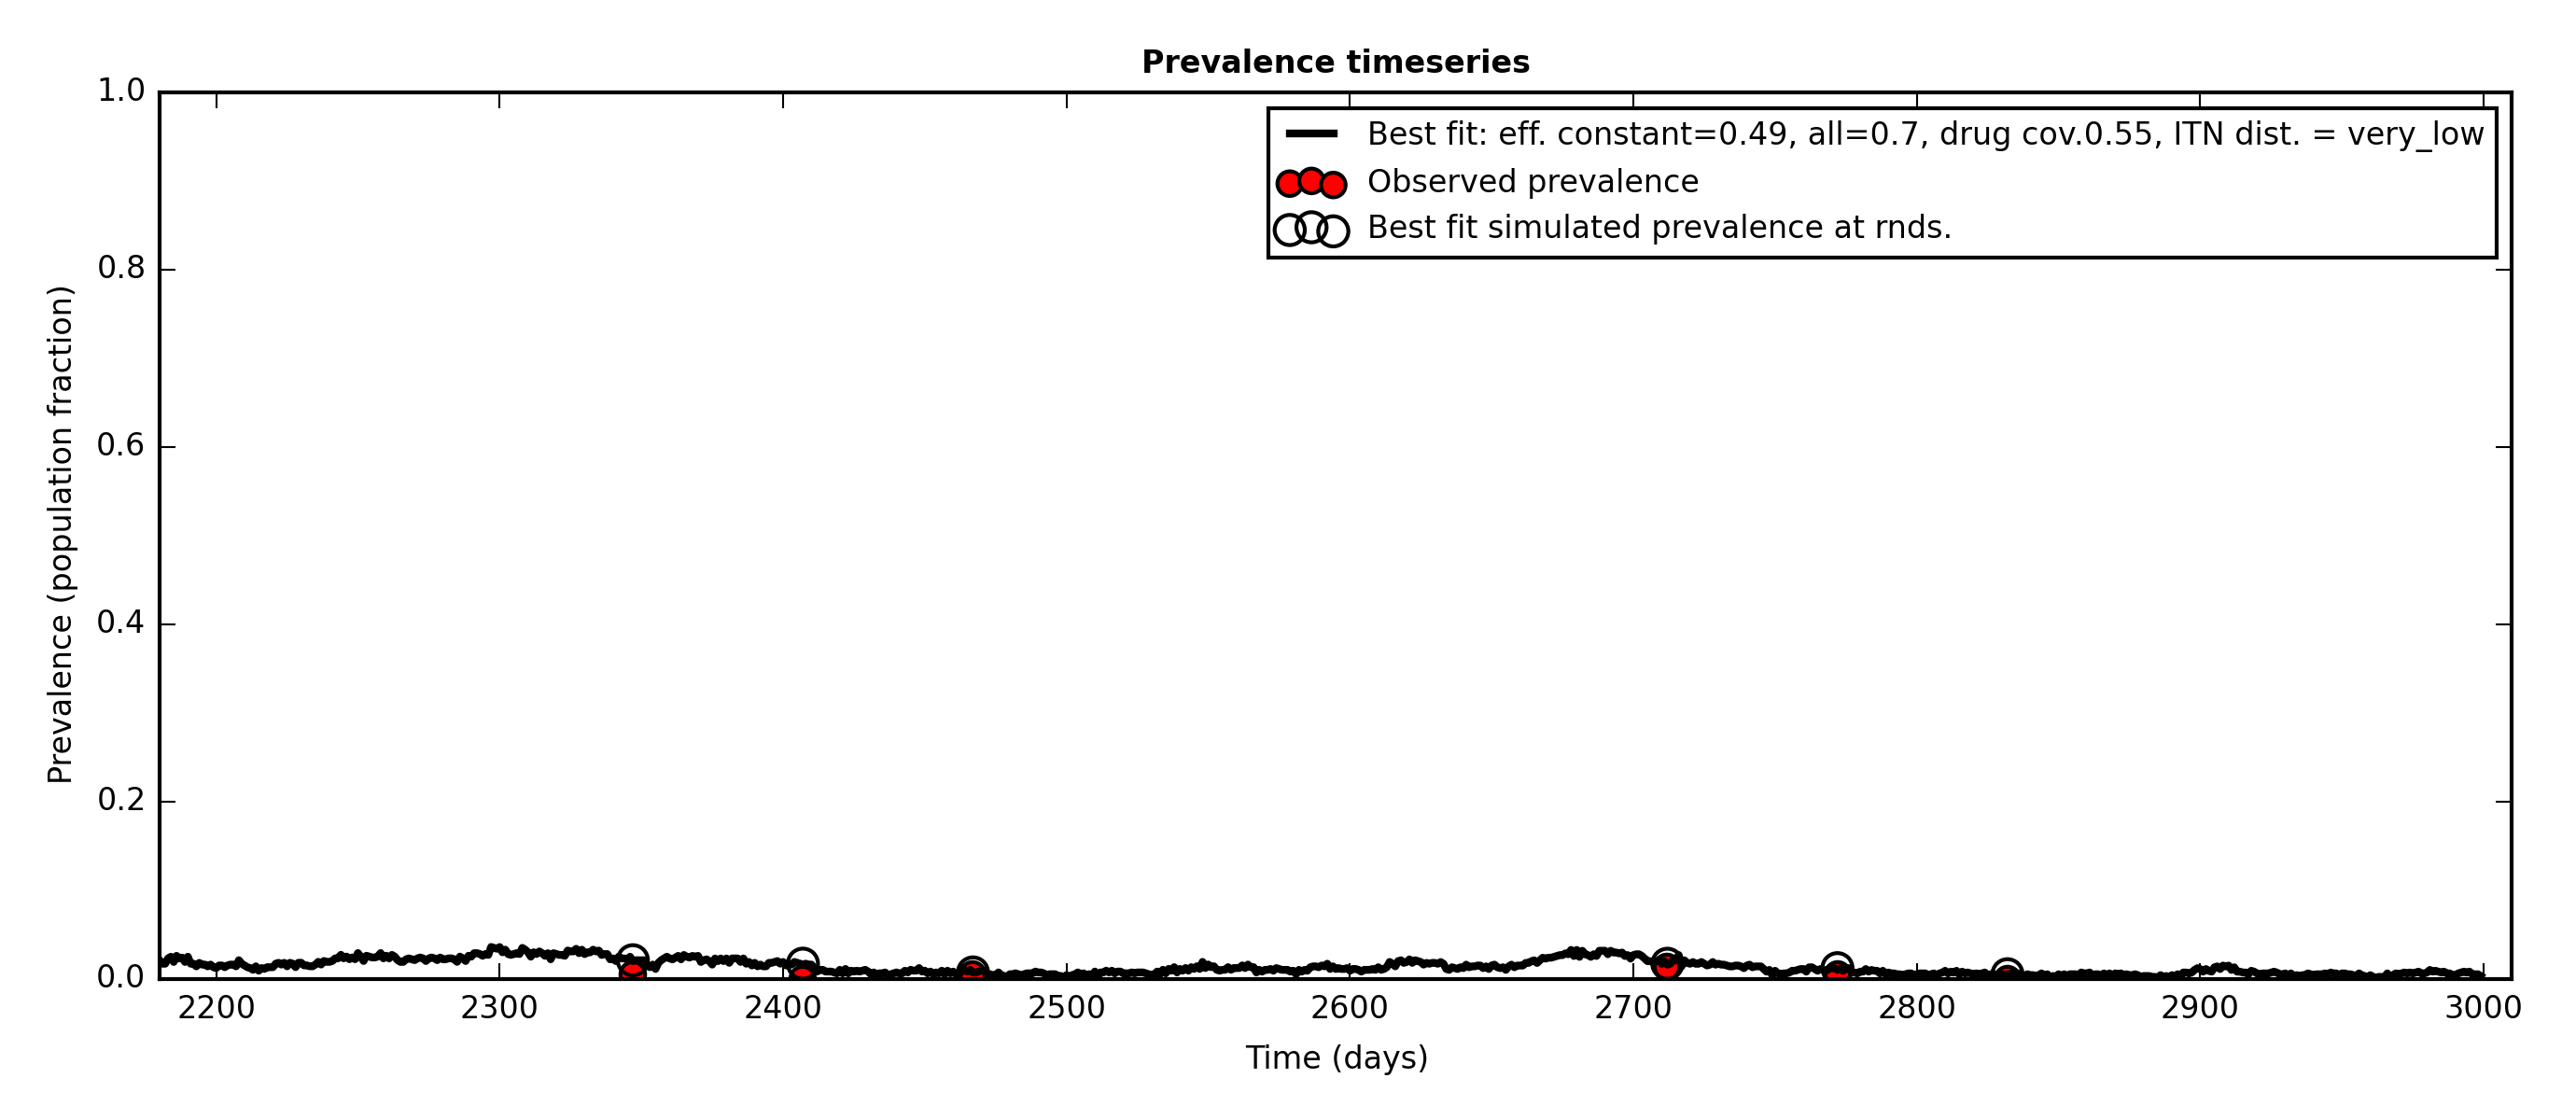 Prevalence timeseries
1.0
0.8
0.6
0.4
0.2
0.0
Prevalence (population fraction)
Best fit: eff. constant=0.49, all=0.7, drug cov.0.55, ITN dist. = very_low
Observed prevalence
Best fit simulated prevalence at rnds.
2200 2300 2400 2500 2600 2700 2800 2900 3000
Time (days)